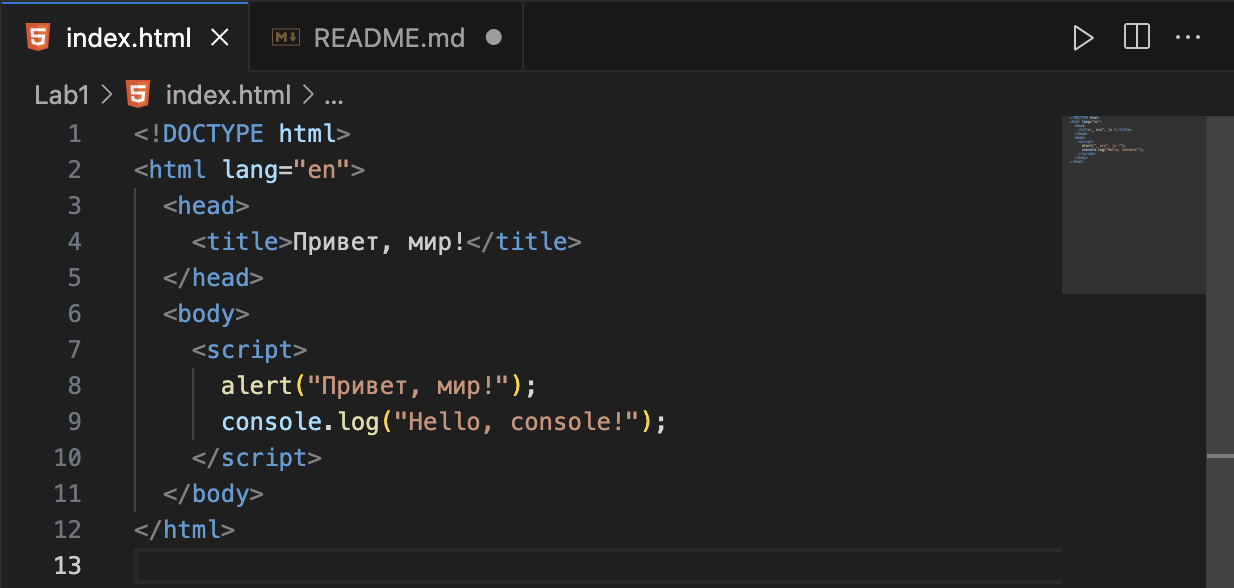 index.html README.md
Lab1 > index.html > ...
1 <!DOCTYPE html>
2 <html lang="en">
3 <head>
4 <title>Привет, мир!</title>
5 </head>
6 <body>
7 <script>
8 alert("Привет, мир!");
9 console.log("Hello, console!");
10 </script>
11 </body>
12 </html>
13